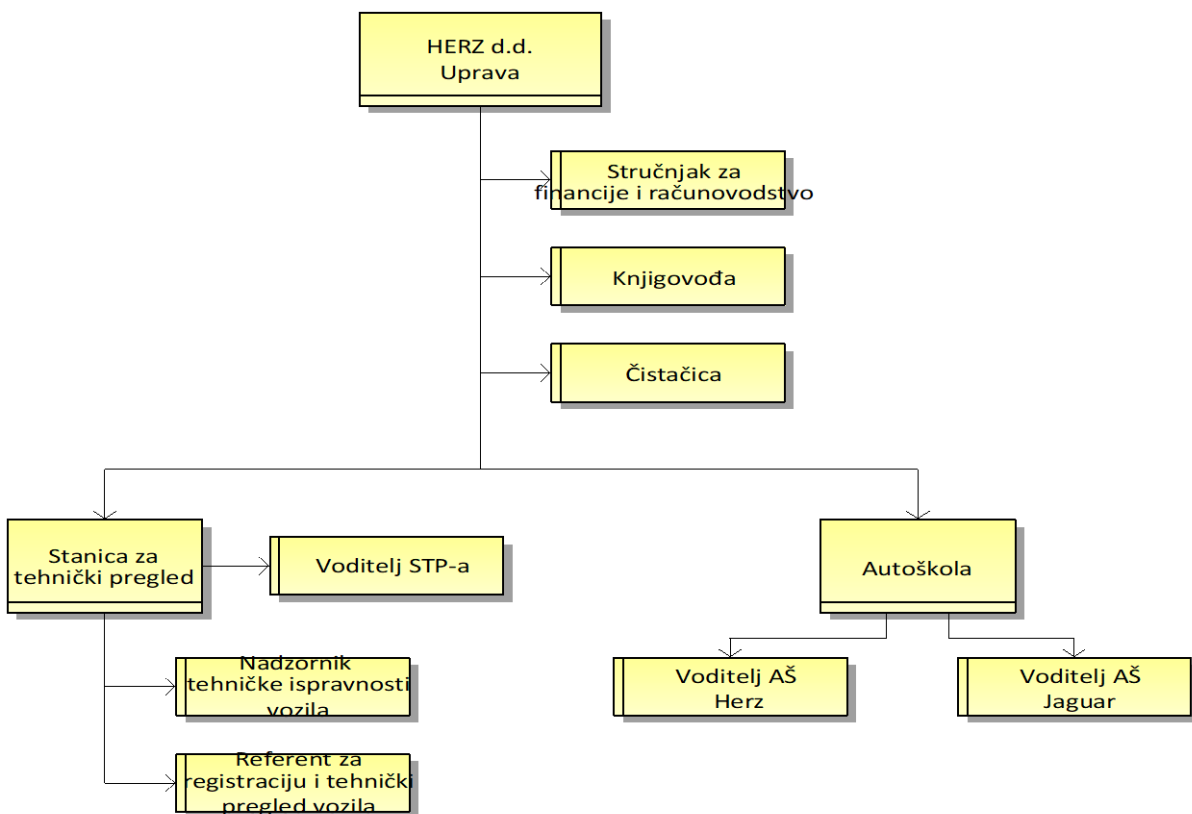 HERZ d.d.
Uprava
Stručnjak za
financije i računovodstvo
Knjigovođa
Čistačica
Stanica za
tehnički pregled
Voditelj STP-a
Autoškola
Nadzornik
tehničke ispravnosti
vozila
Voditelj AŠ
Herz
Voditelj AŠ
Jaguar
Referent za
registraciju i tehnički
pregled vozila